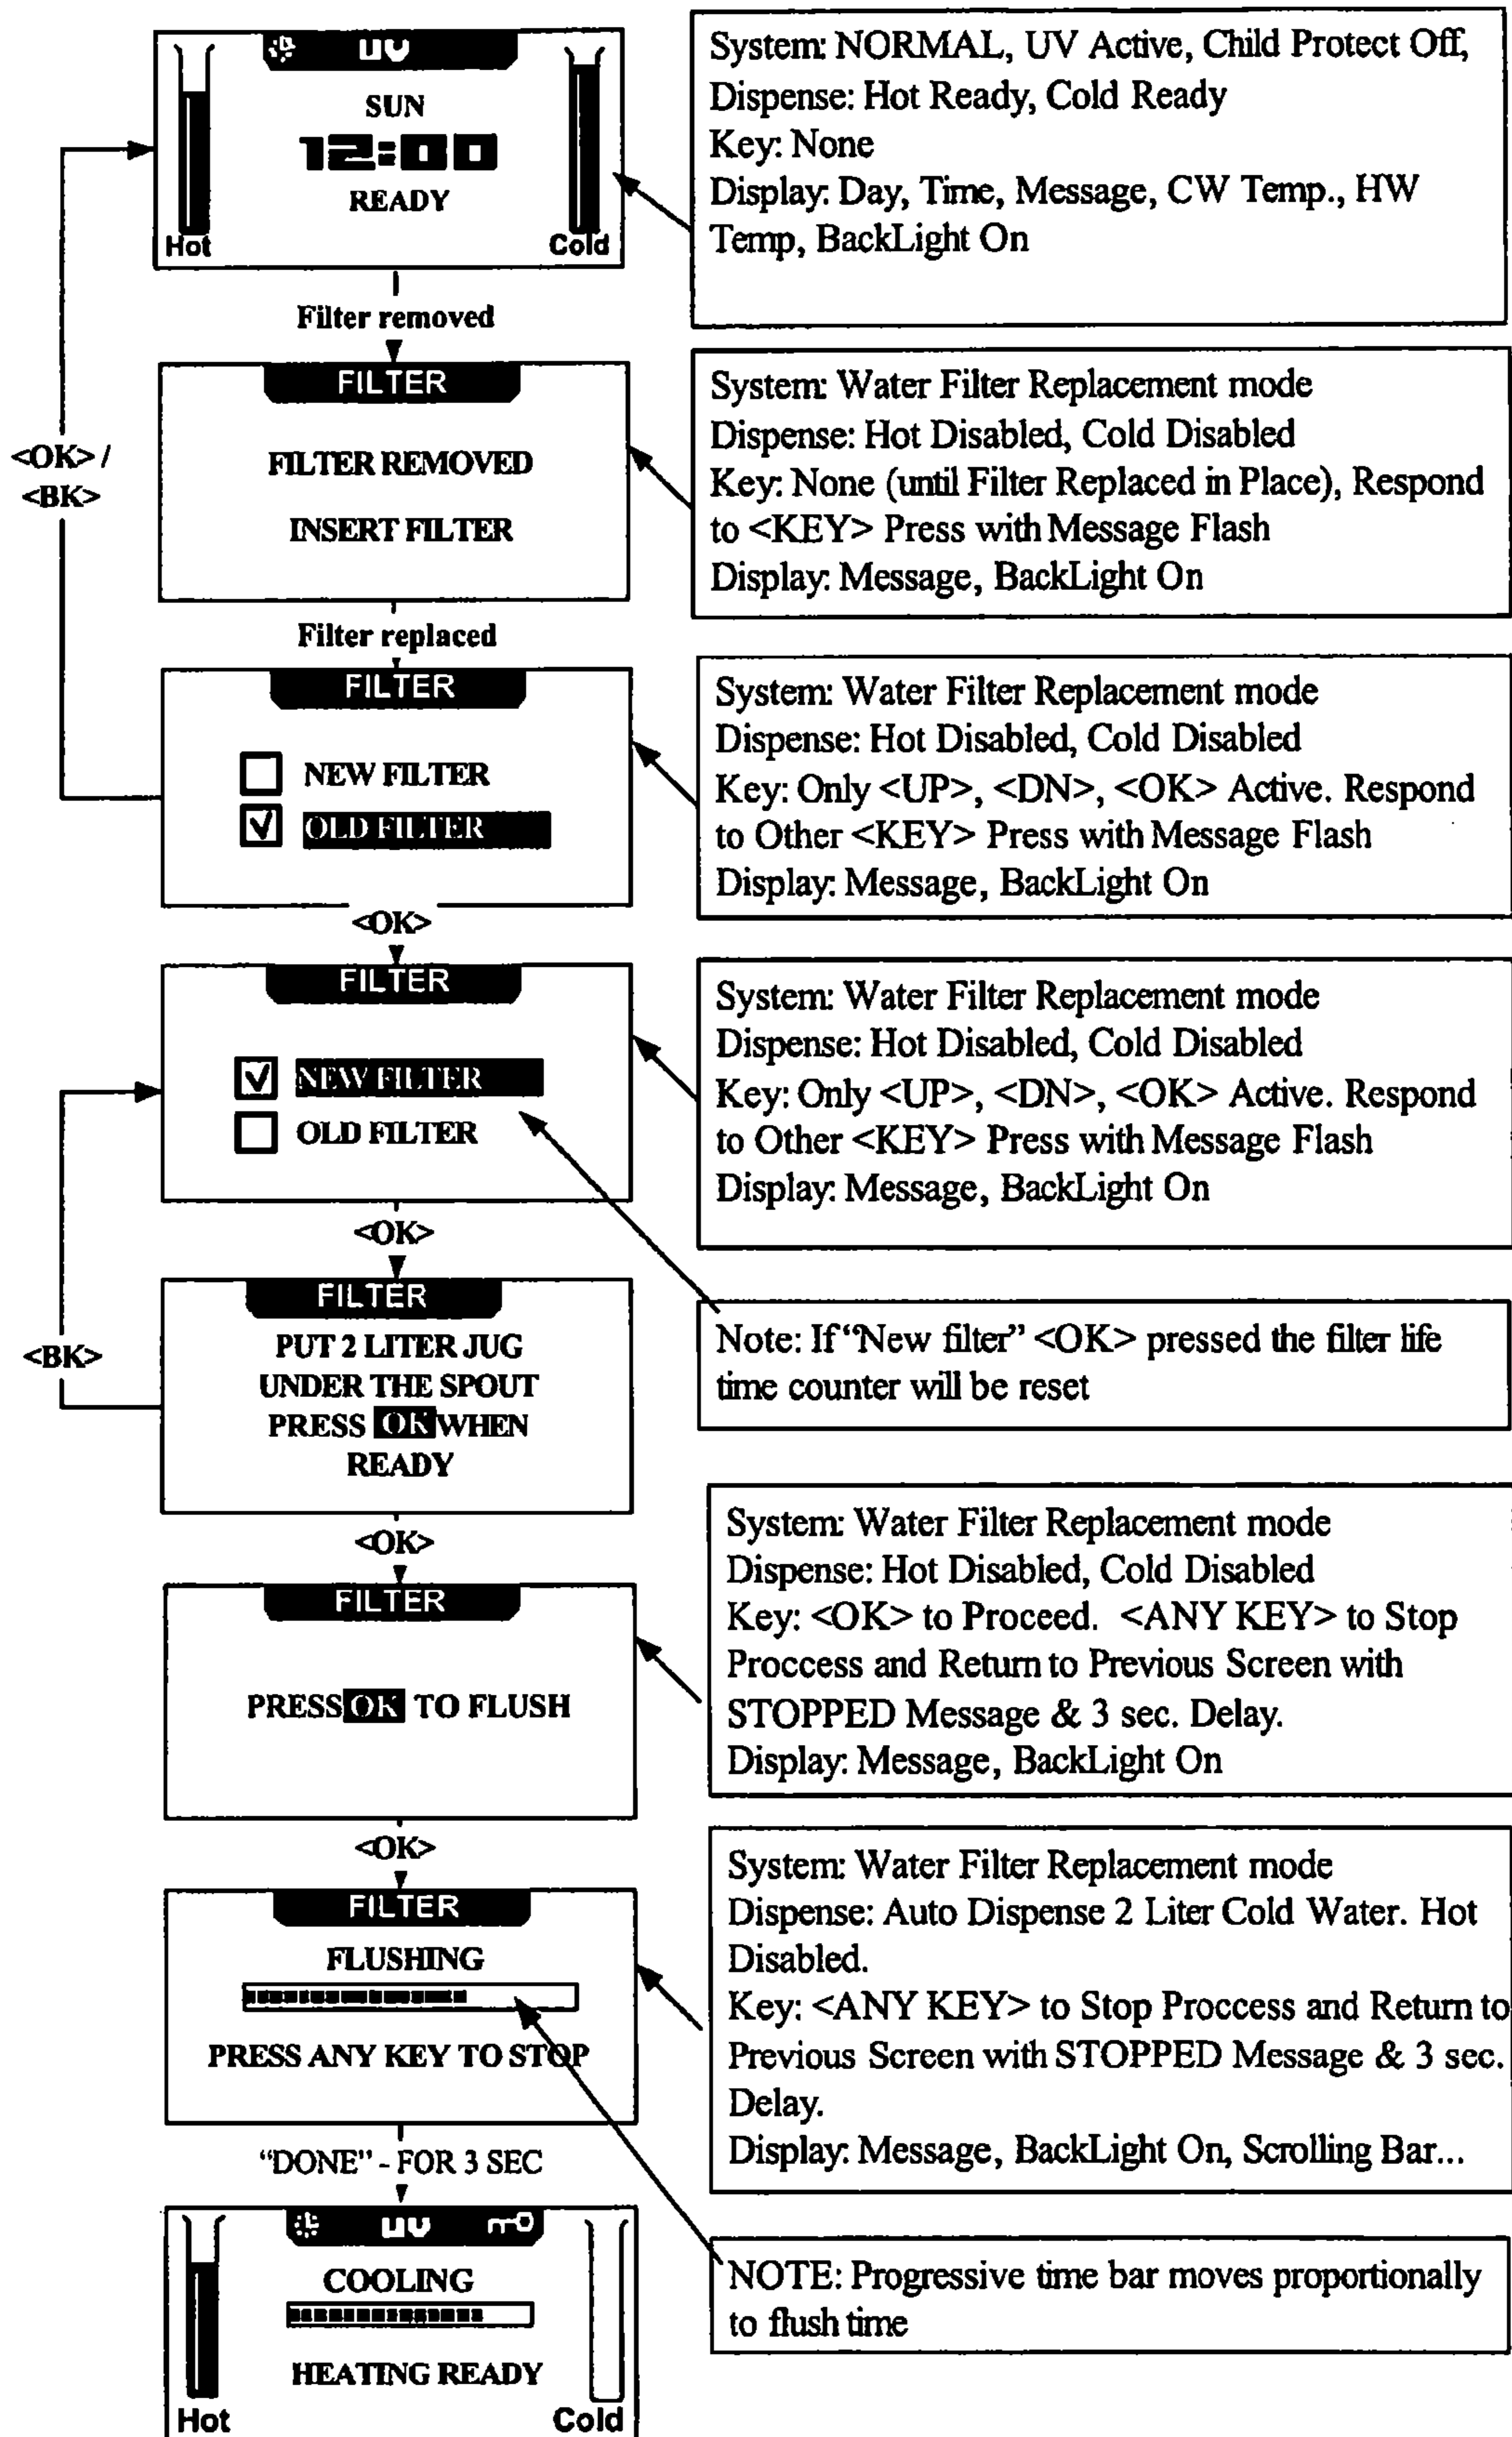 uv
SUN
12:00
READY
Hot
Cold
System: NORMAL, UV Active, Child Protect Off,
Dispense: Hot Ready, Cold Ready
Key: None
Display: Day, Time, Message, CW Temp., HW
Temp, BackLight On
Filter removed
<OK> /
<BK>
FILTER
FILTER REMOVED
INSERT FILTER
System: Water Filter Replacement mode
Dispense: Hot Disabled, Cold Disabled
Key: None (until Filter Replaced in Place), Respond
to <KEY> Press with Message Flash
Display: Message, BackLight On
Filter replaced
FILTER
NEW FILTER
OLD FILTER
System: Water Filter Replacement mode
Dispense: Hot Disabled, Cold Disabled
Key: Only <UP>, <DN>, <OK> Active. Respond
to Other <KEY> Press with Message Flash
Display: Message, BackLight On
<OK>
FILTER
NEW FILTER
OLD FILTER
System: Water Filter Replacement mode
Dispense: Hot Disabled, Cold Disabled
Key: Only <UP>, <DN>, <OK> Active. Respond
to Other <KEY> Press with Message Flash
Display: Message, BackLight On
<OK>
<BK>
FILTER
PUT 2 LITER JUG
UNDER THE SPOUT
PRESS OK WHEN
READY
Note: If “New filter” <OK> pressed the filter life
time counter will be reset
<OK>
FILTER
PRESS OK TO FLUSH
System: Water Filter Replacement mode
Dispense: Hot Disabled, Cold Disabled
Key: <OK> to Proceed. <ANY KEY> to Stop
Proccess and Return to Previous Screen with
STOPPED Message & 3 sec. Delay.
Display: Message, BackLight On
<OK>
FILTER
FLUSHING
PRESS ANY KEY TO STOP
System: Water Filter Replacement mode
Dispense: Auto Dispense 2 Liter Cold Water. Hot
Disabled.
Key: <ANY KEY> to Stop Proccess and Return to
Previous Screen with STOPPED Message & 3 sec.
Delay.
Display: Message, BackLight On, Scrolling Bar...
“DONE” - FOR 3 SEC
uv
COOLING
HEATING READY
Hot
Cold
NOTE: Progressive time bar moves proportionally
to flush time